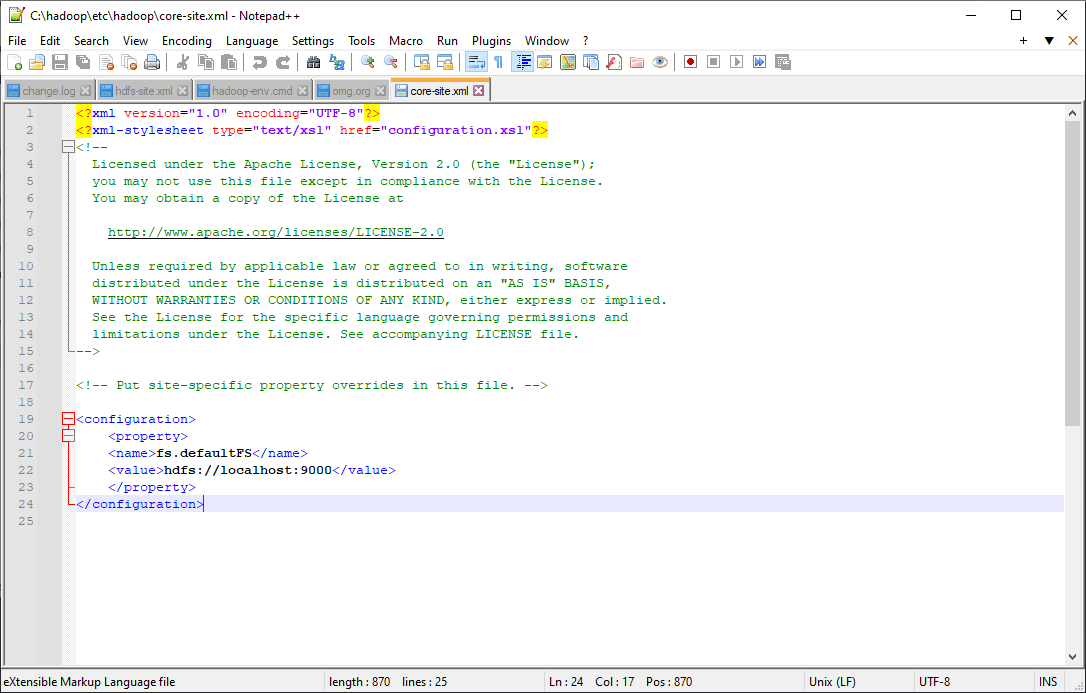 C:\hadoop\etc\hadoop\core-site.xml - Notepad++
File Edit Search View Encoding Language Settings Tools Macro Run Plugins Window ?
change.log hdfs-site.xml hadoop-env.cmd omg.org core-site.xml
1 <?xml version="1.0" encoding="UTF-8"?>
2 <?xml-stylesheet type="text/xsl" href="configuration.xsl"?>
3 <!--
4 Licensed under the Apache License, Version 2.0 (the "License");
5 you may not use this file except in compliance with the License.
6 You may obtain a copy of the License at
7
8 http://www.apache.org/licenses/LICENSE-2.0
9
10 Unless required by applicable law or agreed to in writing, software
11 distributed under the License is distributed on an "AS IS" BASIS,
12 WITHOUT WARRANTIES OR CONDITIONS OF ANY KIND, either express or implied.
13 See the License for the specific language governing permissions and
14 limitations under the License. See accompanying LICENSE file.
15 -->
16
17 <!-- Put site-specific property overrides in this file. -->
18
19 <configuration>
20 <property>
21 <name>fs.defaultFS</name>
22 <value>hdfs://localhost:9000</value>
23 </property>
24 </configuration>
25
eXtensible Markup Language file length : 870 lines : 25 Ln : 24 Col : 17 Pos : 870 Unix (LF) UTF-8 INS